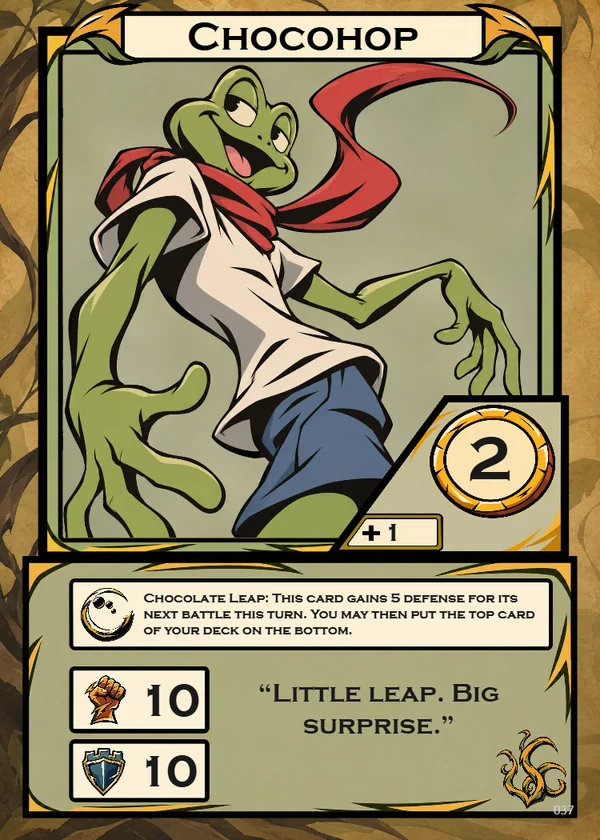 Chocohop
2
+ 1
Chocolate Leap: This card gains 5 defense for its
next battle this turn. You may then put the top card
of your deck on the bottom.
10
“Little leap. Big
surprise.”
10
037